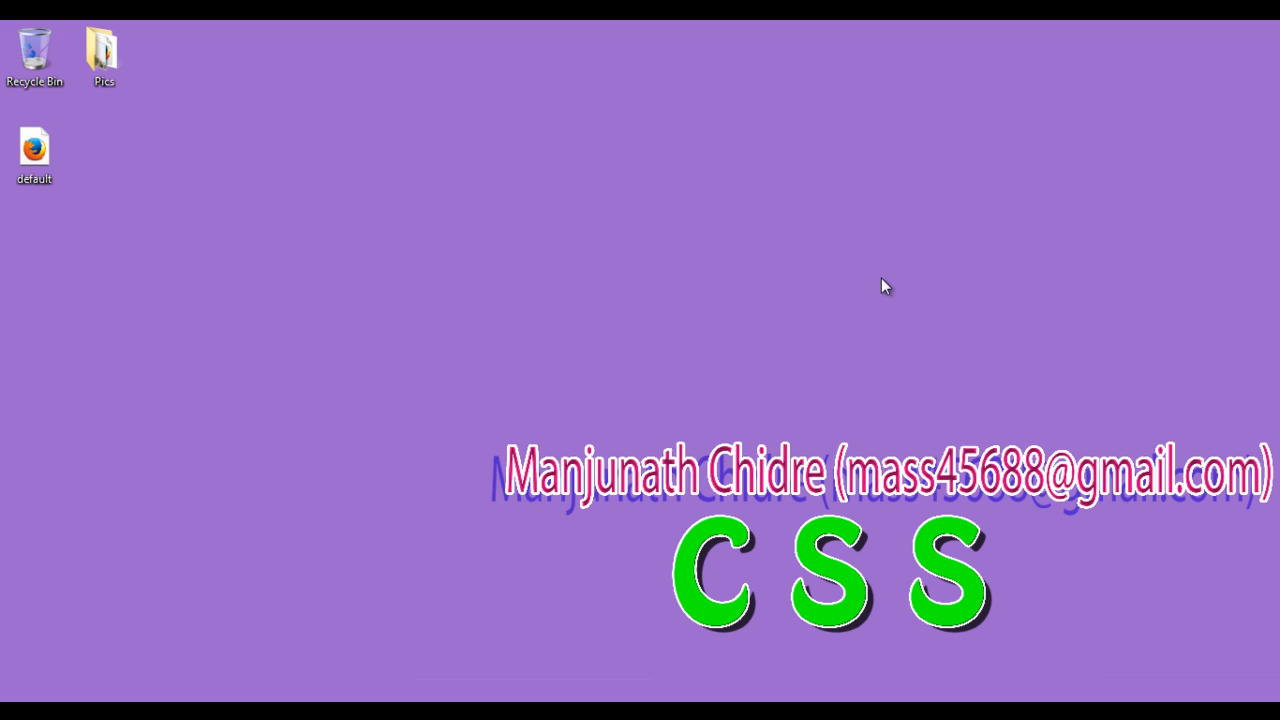 Recycle Bin
Pics
default
Manjunath Chidre (mass45688@gmail.com)
C S S